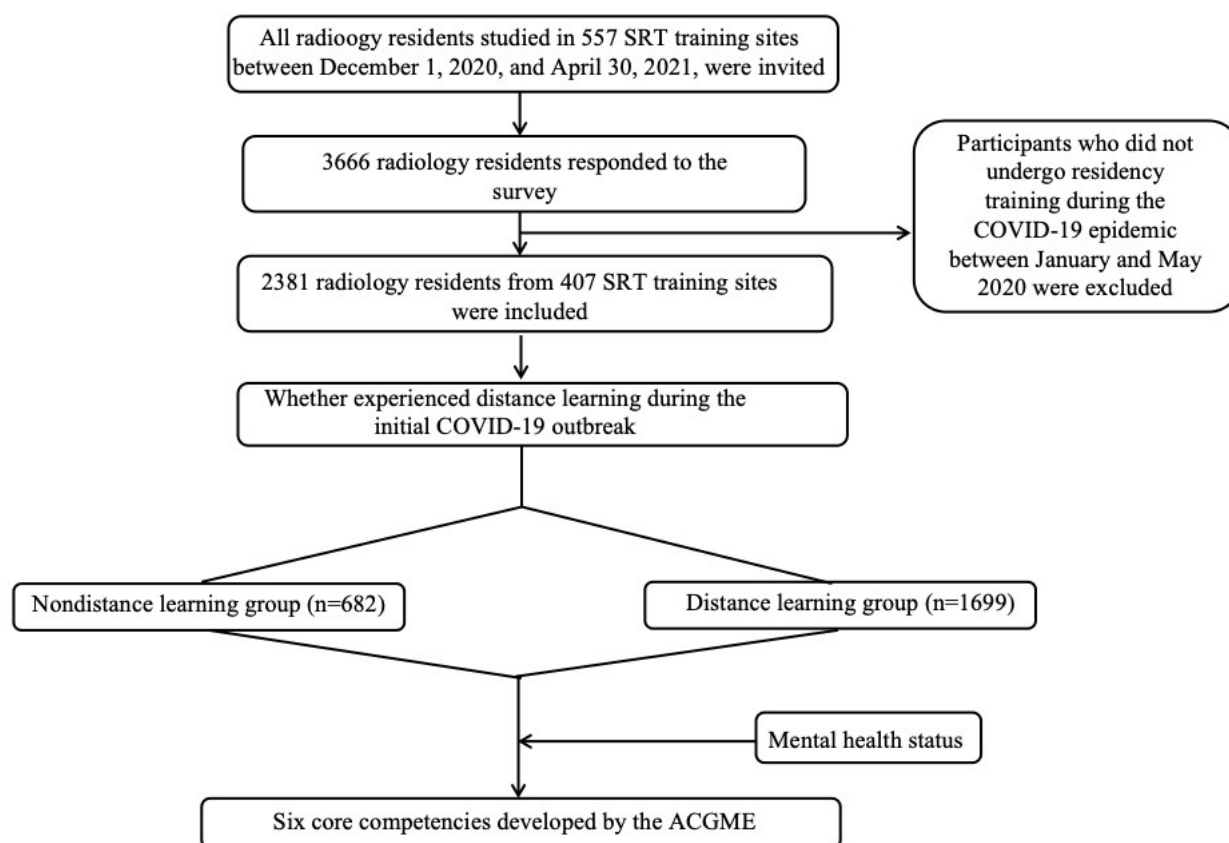 All radioogy residents studied in 557 SRT training sites
between December 1, 2020, and April 30, 2021, were invited
3666 radiology residents responded to the
survey
Participants who did not
undergo residency
training during the
COVID-19 epidemic
between January and May
2020 were excluded
2381 radiology residents from 407 SRT training sites
were included
Whether experienced distance learning during the
initial COVID-19 outbreak
Nondistance learning group (n=682)
Distance learning group (n=1699)
Mental health status
Six core competencies developed by the ACGME